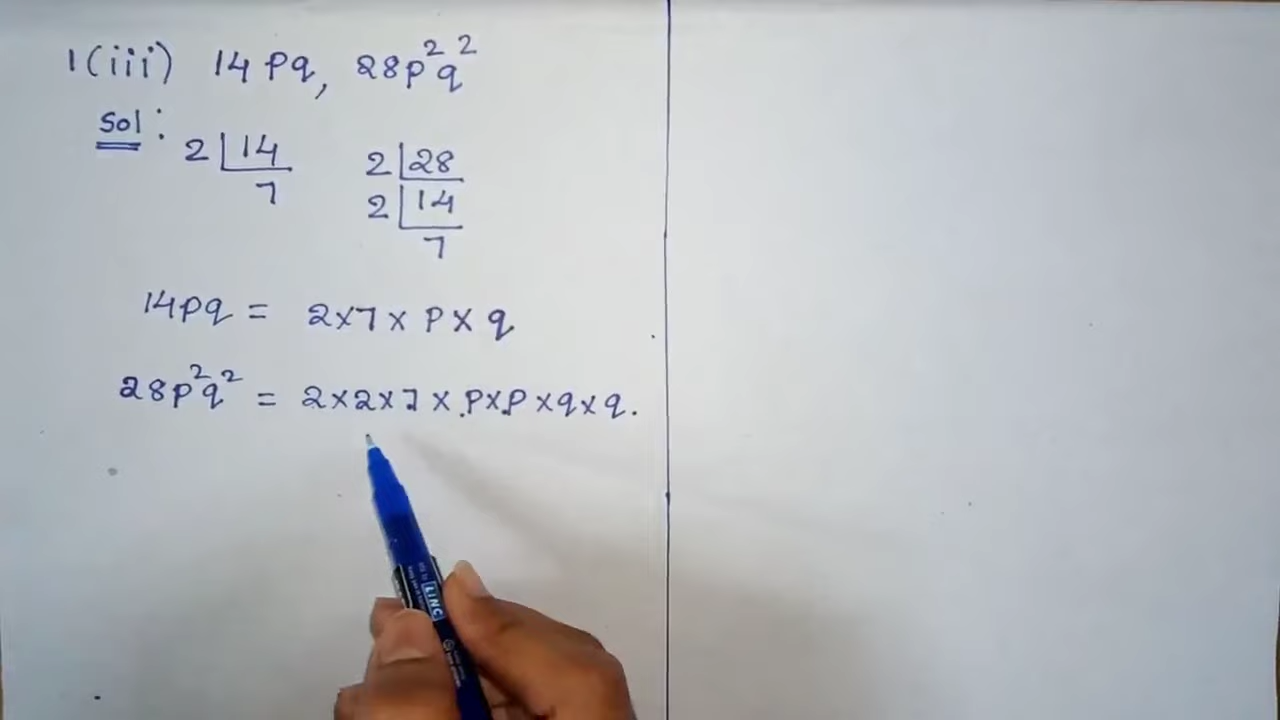 1(iii) 14pq, 28p²q²
Sol:
2 | 14
7
2 | 28
2 | 14
7
14pq = 2×7× p× q
28p²q² = 2×2×7× p×p×q×q.
LINC